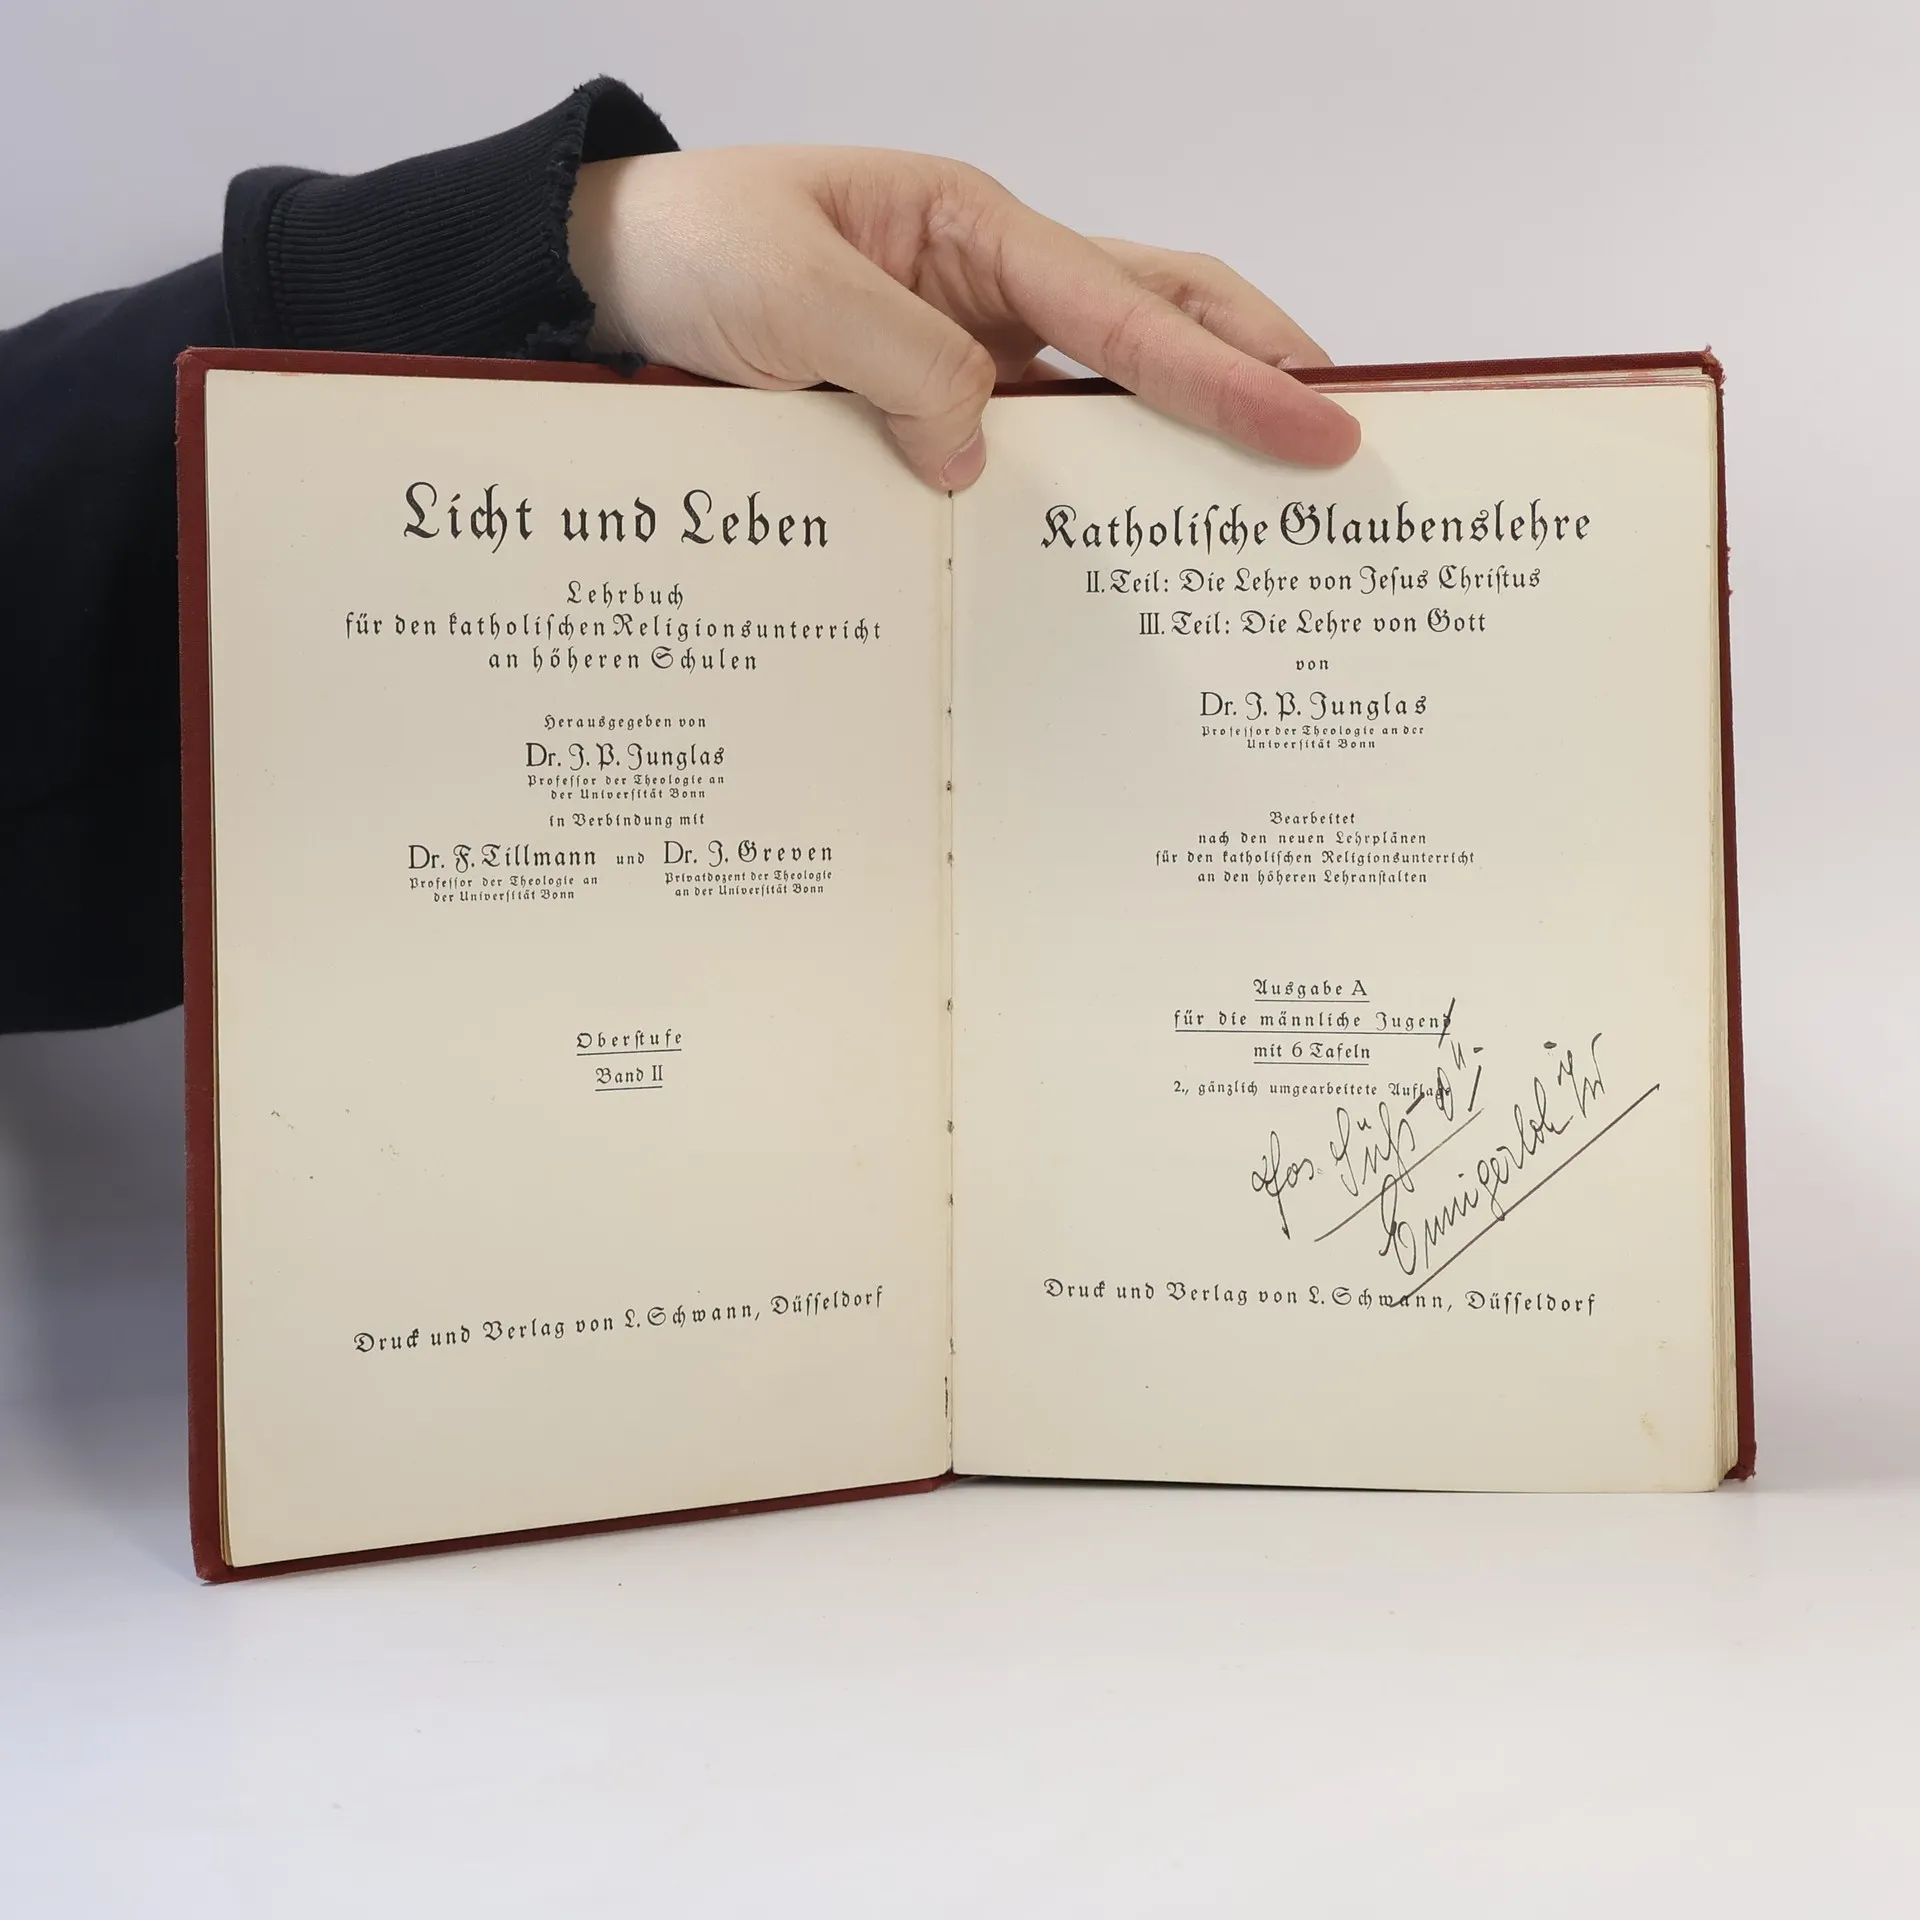 Licht und Leben
Lehrbuch
für den katholiſchen Religionsunterricht
an höheren Schulen
Herausgegeben von
Dr. J. P. Junglas
Profeſſor der Theologie an
der Univerſität Bonn
in Verbindung mit
Dr. F. Tillmann und Dr. J. Greven
Profeſſor der Theologie an
der Univerſität Bonn
Privatdozent der Theologie
an der Univerſität Bonn
Oberſtufe
Band II
Druck und Verlag von L. Schwann, Düſſeldorf
Katholiſche Glaubenslehre
II. Teil: Die Lehre von Jeſus Chriſtus
III. Teil: Die Lehre von Gott
von
Dr. J. P. Junglas
Profeſſor der Theologie an der
Univerſität Bonn
Bearbeitet
nach den neuen Lehrplänen
für den katholiſchen Religionsunterricht
an den höheren Lehranſtalten
Ausgabe A
für die männliche Jugend
mit 6 Tafeln
2., gänzlich umgearbeitete Auflage
Ennigerloh i/W
Druck und Verlag von L. Schwann, Düſſeldorf